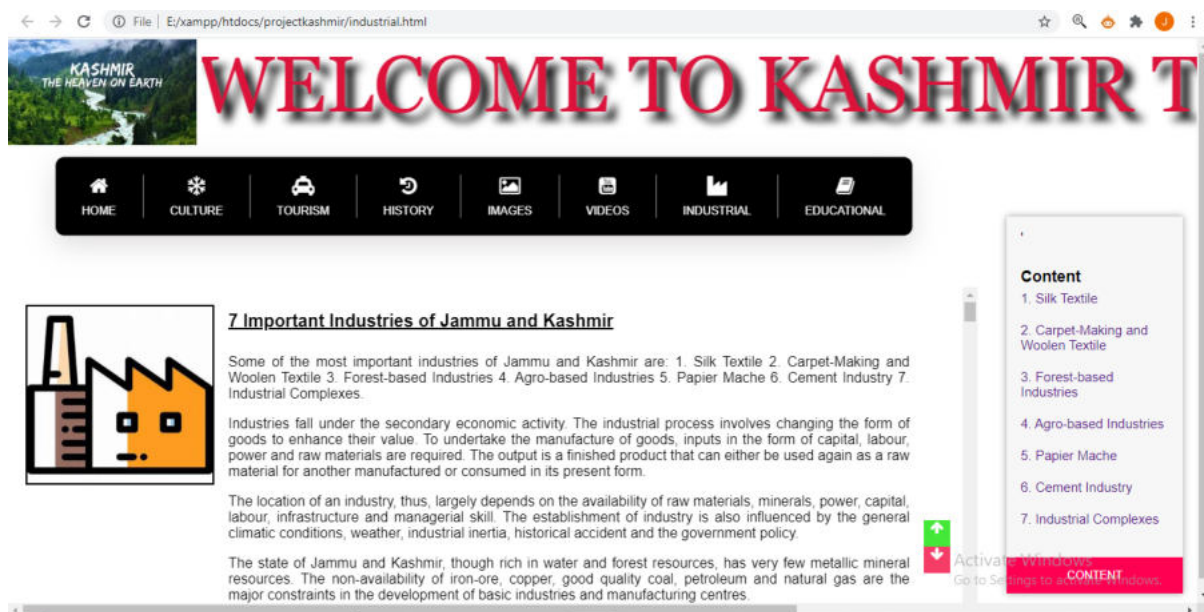 File | E:/xampp/htdocs/projectkashmir/industrial.html
J
KASHMIR
THE HEAVEN ON EARTH
WELCOME TO KASHMIR T
HOME CULTURE TOURISM HISTORY IMAGES VIDEOS INDUSTRIAL EDUCATIONAL
7 Important Industries of Jammu and Kashmir
Some of the most important industries of Jammu and Kashmir are: 1. Silk Textile 2. Carpet-Making and
Woolen Textile 3. Forest-based Industries 4. Agro-based Industries 5. Papier Mache 6. Cement Industry 7.
Industrial Complexes.
Industries fall under the secondary economic activity. The industrial process involves changing the form of
goods to enhance their value. To undertake the manufacture of goods, inputs in the form of capital, labour,
power and raw materials are required. The output is a finished product that can either be used again as a raw
material for another manufactured or consumed in its present form.
The location of an industry, thus, largely depends on the availability of raw materials, minerals, power, capital,
labour, infrastructure and managerial skill. The establishment of industry is also influenced by the general
climatic conditions, weather, industrial inertia, historical accident and the government policy.
The state of Jammu and Kashmir, though rich in water and forest resources, has very few metallic mineral
resources. The non-availability of iron-ore, copper, good quality coal, petroleum and natural gas are the
major constraints in the development of basic industries and manufacturing centres.
'
Content
1. Silk Textile
2. Carpet-Making and
Woolen Textile
3. Forest-based
Industries
4. Agro-based Industries
5. Papier Mache
6. Cement Industry
7. Industrial Complexes
CONTENT
Activate Windows
Go to Settings to activate Windows.